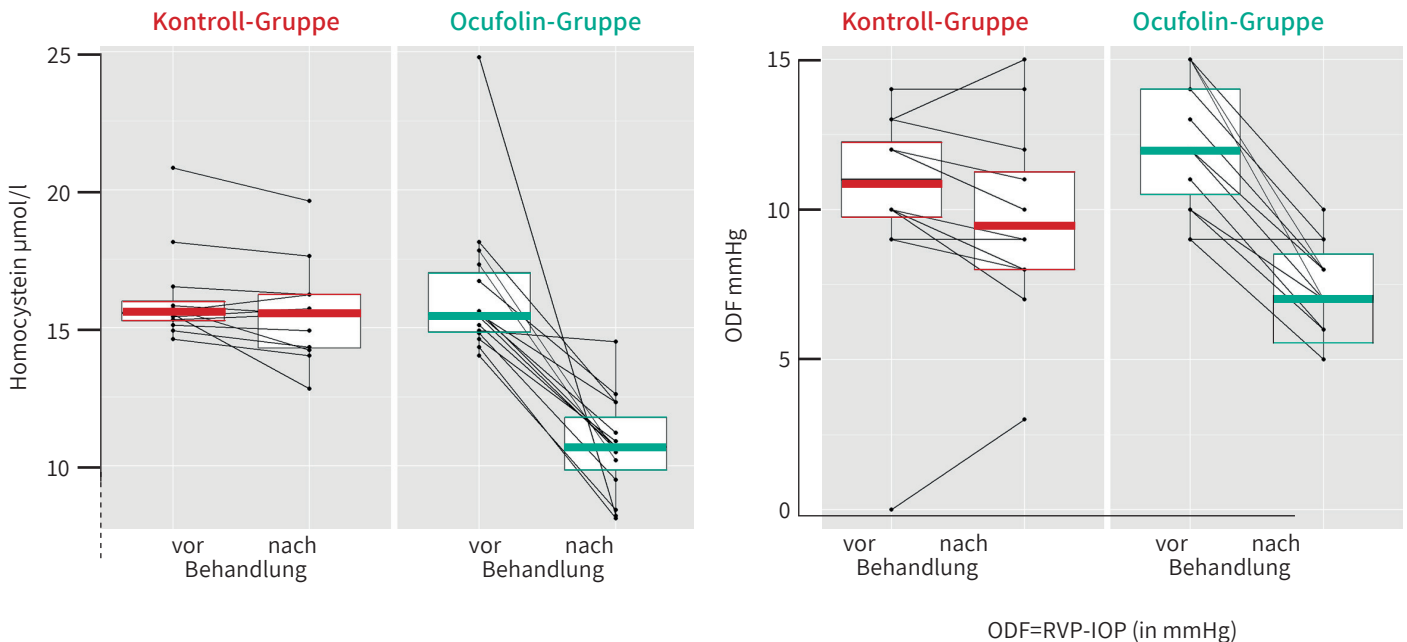 Kontroll-Gruppe
Ocufolin-Gruppe
Homocystein µmol/l
25
20
15
10
vor
nach
Behandlung
vor
nach
Behandlung
Kontroll-Gruppe
Ocufolin-Gruppe
ODF mmHg
15
10
5
0
vor
nach
Behandlung
vor
nach
Behandlung
ODF=RVP-IOP (in mmHg)